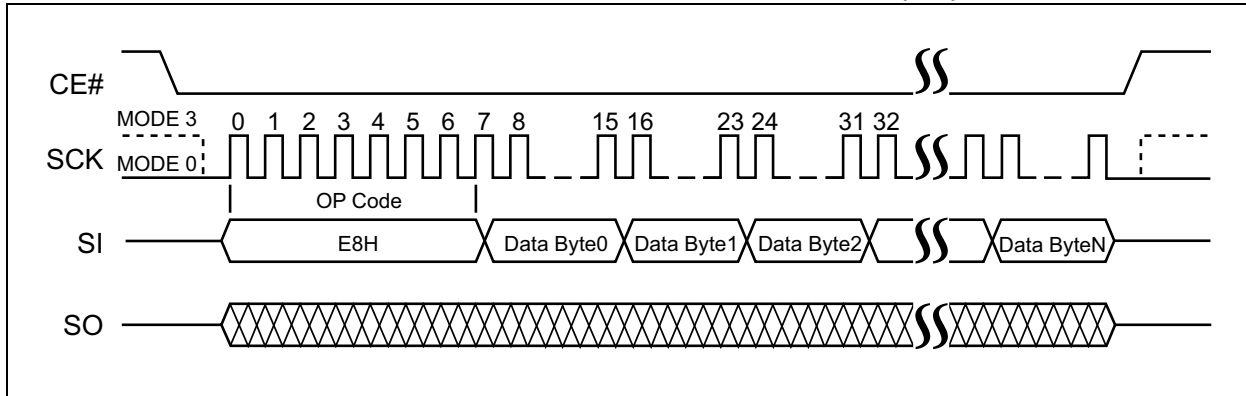 CE#
MODE 3
0 1 2 3 4 5 6 7 8 15 16 23 24 31 32
SCK MODE 0
OP Code
SI E8H Data Byte0 Data Byte1 Data Byte2 Data ByteN
SO